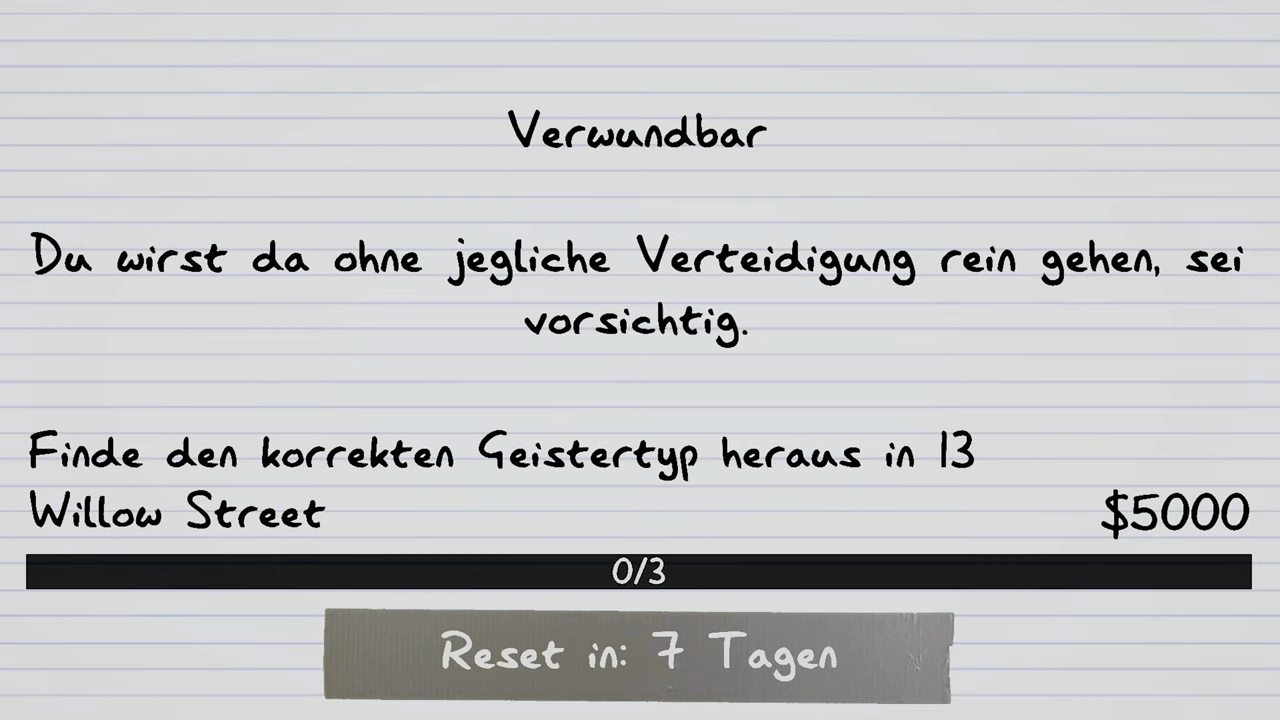 Verwundbar
Du wirst da ohne jegliche Verteidigung rein gehen, sei
vorsichtig.
Finde den korrekten Geistertyp heraus in 13
Willow Street
$5000
0/3
Reset in: 7 Tagen